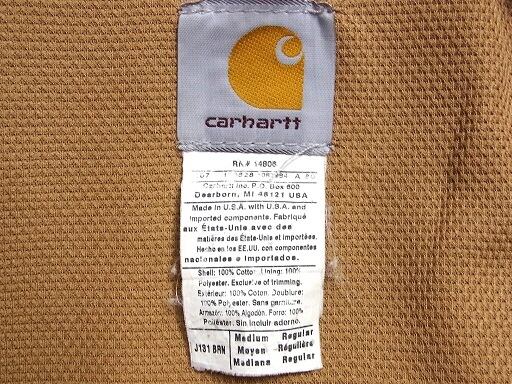 carhartt
RN# 14806
Carhartt Inc. P.O. Box 600
Dearborn, MI 48121 USA
Made in U.S.A. with U.S.A. and
imported components. Fabriqué
aux États-Unis avec des
matières des États-Unis et importées.
Hecho en los EE.UU. con componentes
nacionales e importados.
Shell: 100% Cotton. Lining: 100%
Polyester. Exclusive of trimming.
Extérieur: 100% Coton. Doublure:
100% Polyester. Sans garniture.
Armazón: 100% Algodón. Forro: 100%
Poliéster. Sin incluir adorno.
J131 BRN
Medium Regular
Moyen Régulière
Mediana Regular